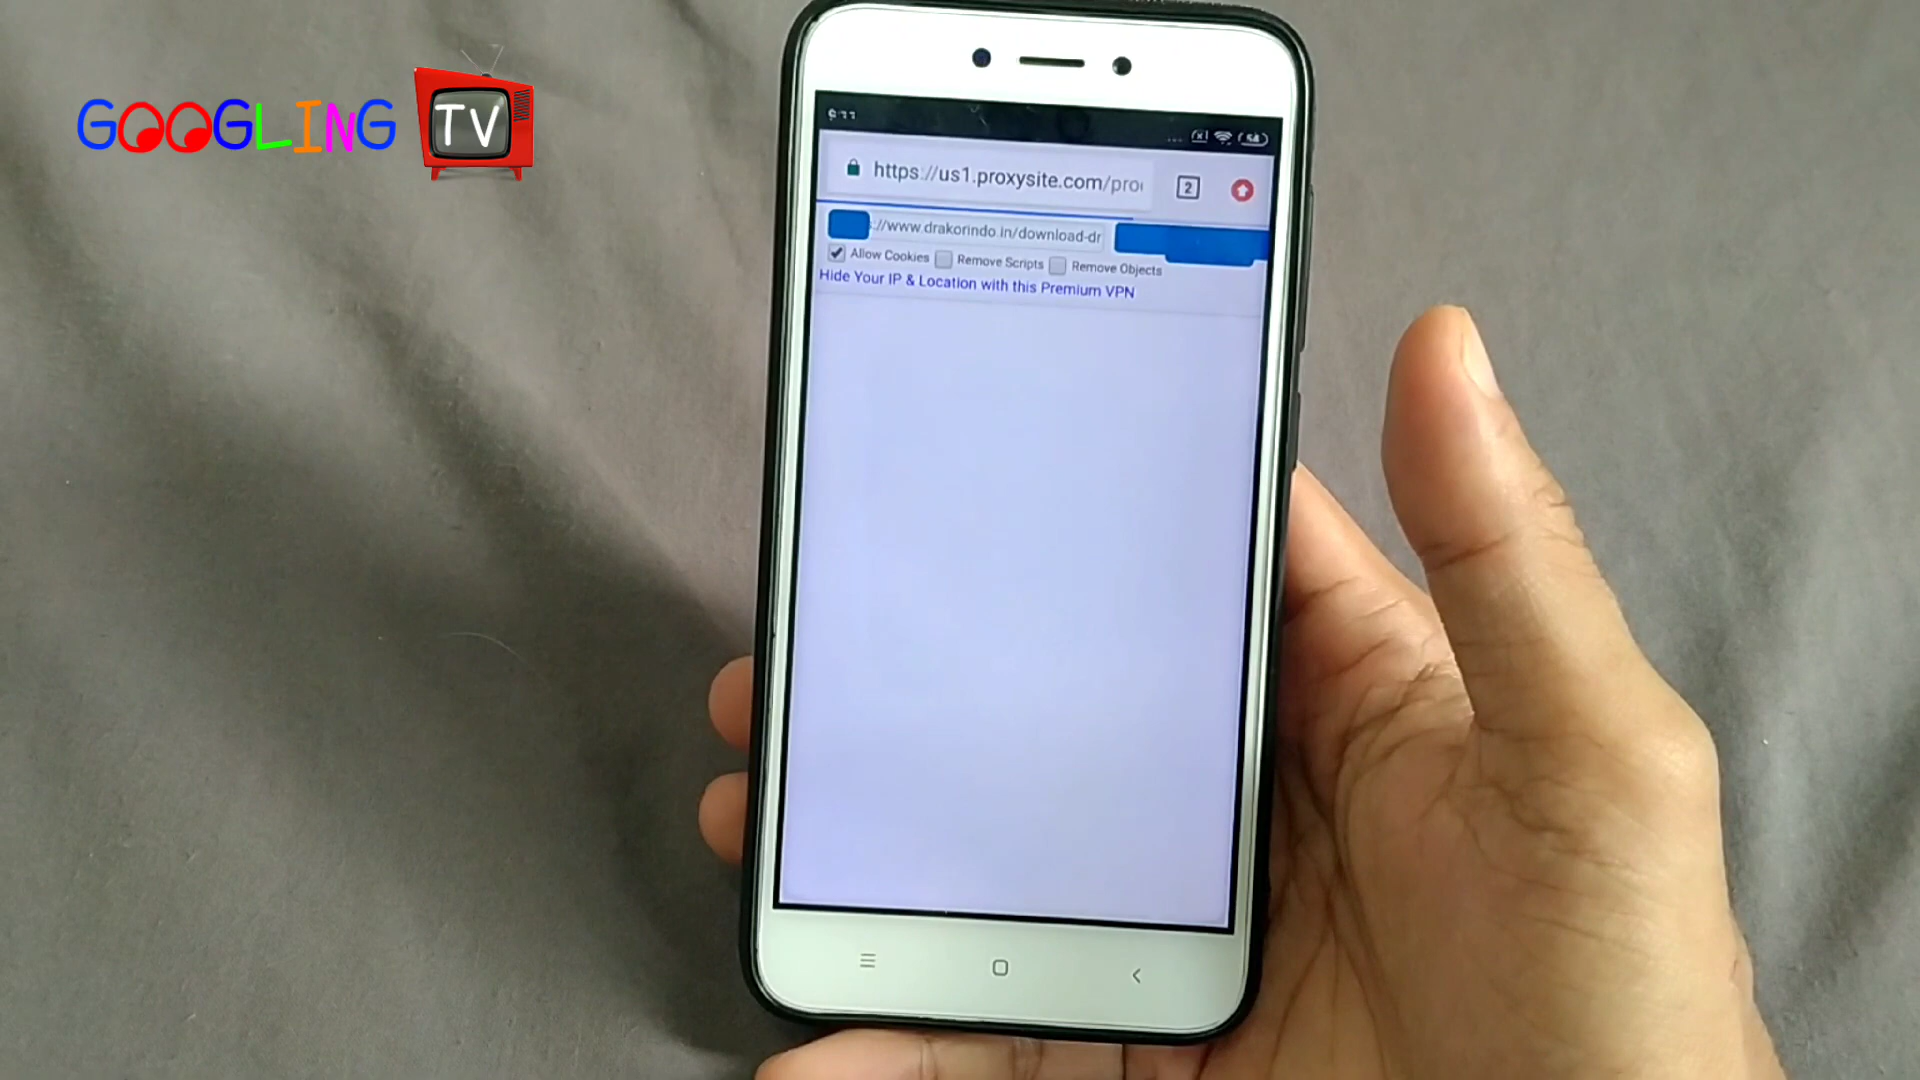 GOOGLING TV
54
https://us1.proxysite.com/pro
2
://www.drakorindo.in/download-dr
Allow Cookies Remove Scripts Remove Objects
Hide Your IP & Location with this Premium VPN